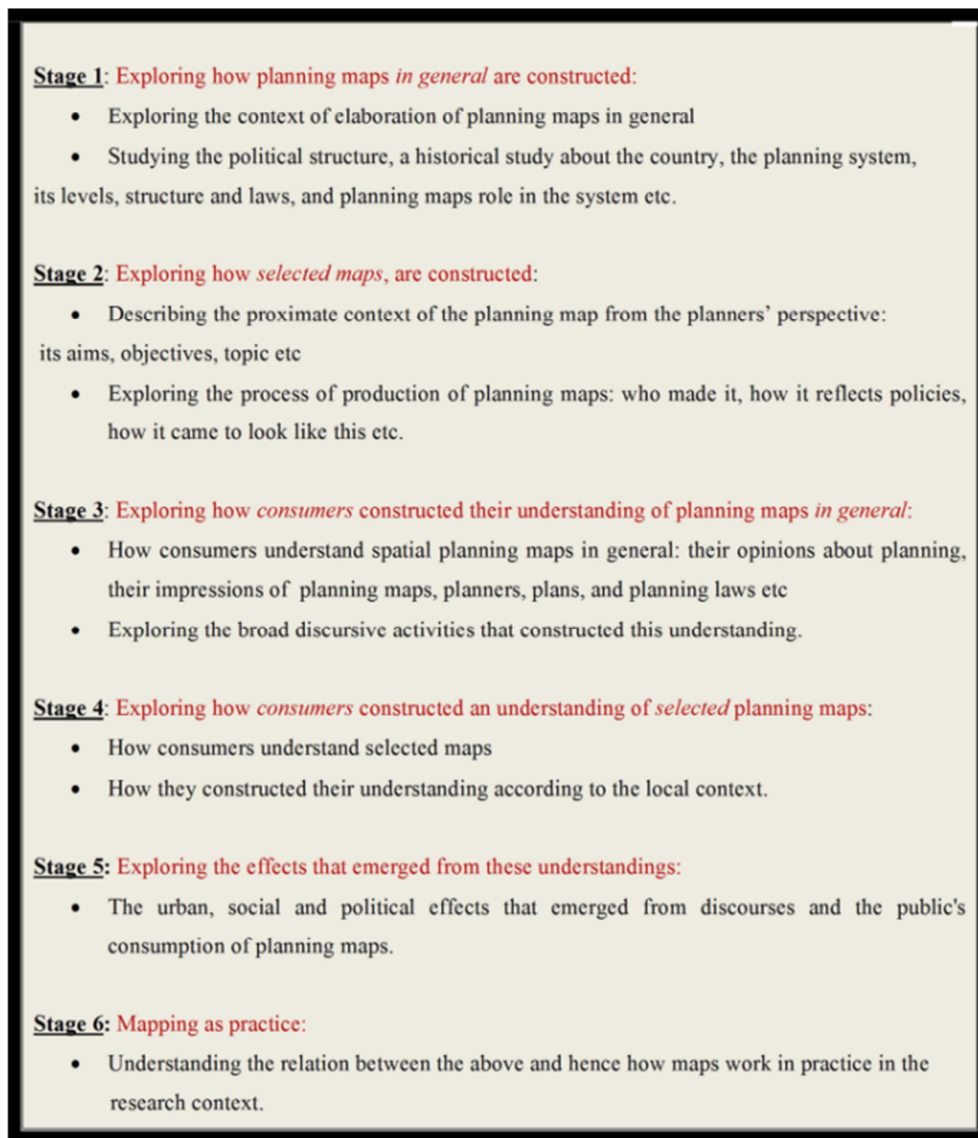 Stage 1: Exploring how planning maps in general are constructed:
• Exploring the context of elaboration of planning maps in general
• Studying the political structure, a historical study about the country, the planning system,
its levels, structure and laws, and planning maps role in the system etc.
Stage 2: Exploring how selected maps, are constructed:
• Describing the proximate context of the planning map from the planners’ perspective:
its aims, objectives, topic etc
• Exploring the process of production of planning maps: who made it, how it reflects policies,
how it came to look like this etc.
Stage 3: Exploring how consumers constructed their understanding of planning maps in general:
• How consumers understand spatial planning maps in general: their opinions about planning,
their impressions of planning maps, planners, plans, and planning laws etc
• Exploring the broad discursive activities that constructed this understanding.
Stage 4: Exploring how consumers constructed an understanding of selected planning maps:
• How consumers understand selected maps
• How they constructed their understanding according to the local context.
Stage 5: Exploring the effects that emerged from these understandings:
• The urban, social and political effects that emerged from discourses and the public's
consumption of planning maps.
Stage 6: Mapping as practice:
• Understanding the relation between the above and hence how maps work in practice in the
research context.